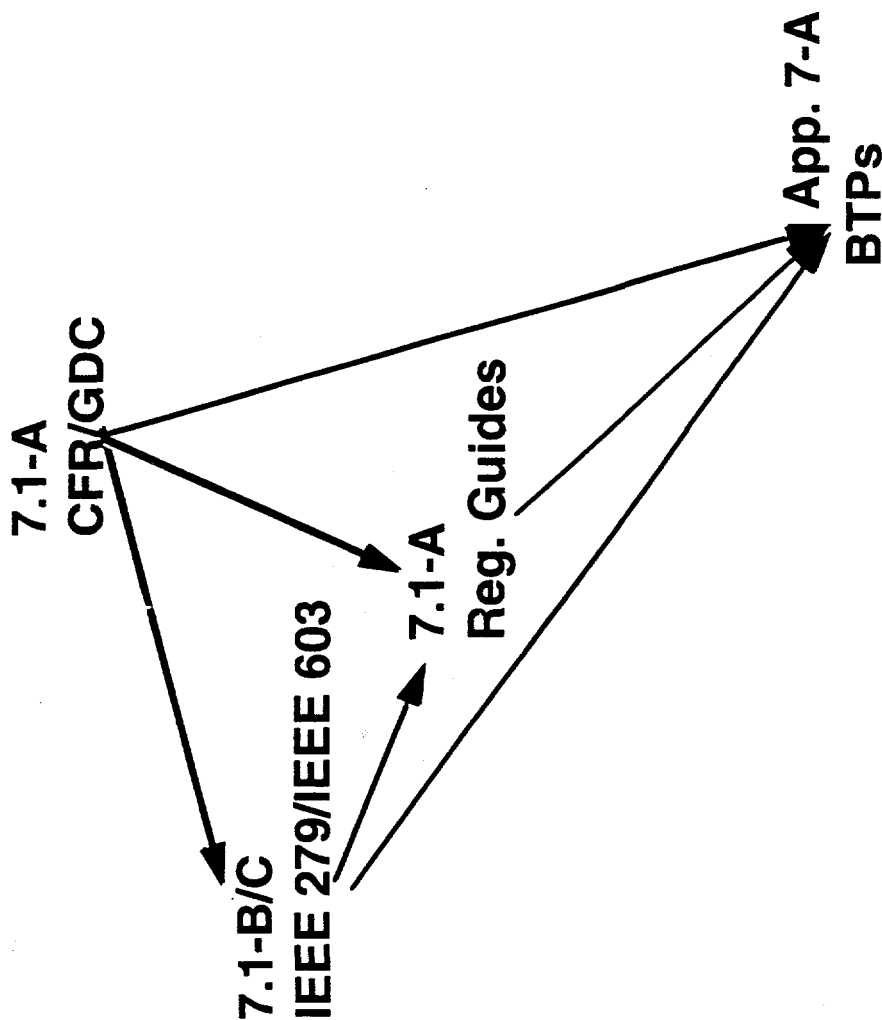 7.1-A
CFR/GDC
7.1-B/C
IEEE 279/IEEE 603
7.1-A
Reg. Guides
App. 7-A
BTPs